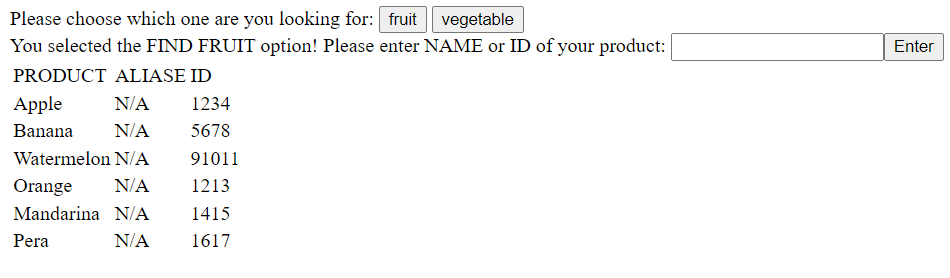 Please choose which one are you looking for: fruit vegetable
You selected the FIND FRUIT option! Please enter NAME or ID of your product: Enter
PRODUCT ALIASE ID
Apple N/A 1234
Banana N/A 5678
Watermelon N/A 91011
Orange N/A 1213
Mandarina N/A 1415
Pera N/A 1617